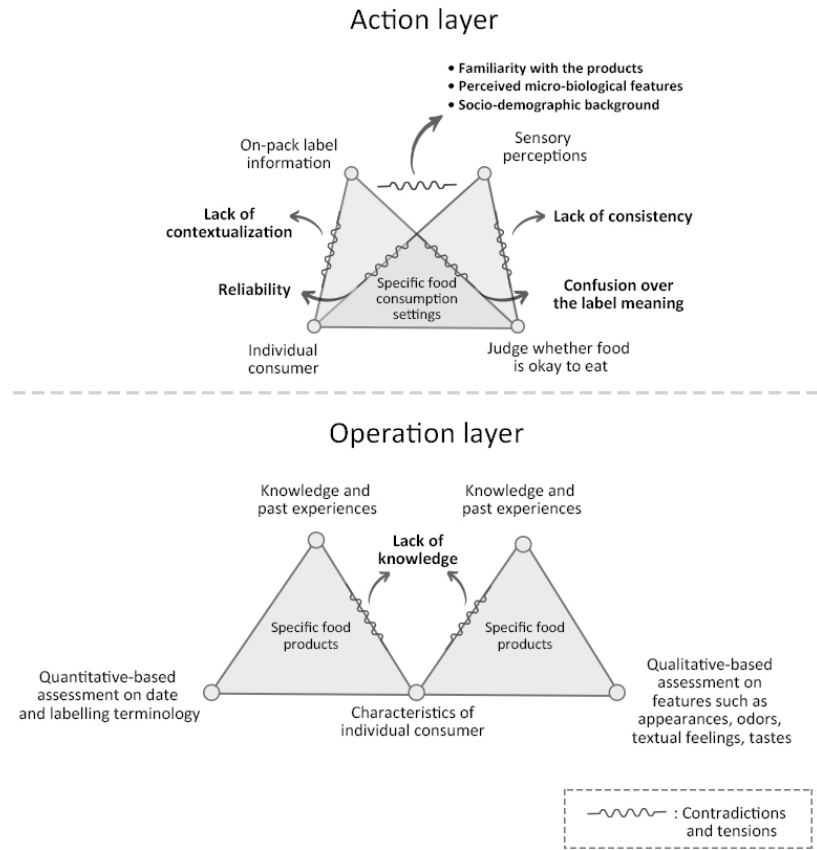 Action layer
• Familiarity with the products
• Perceived micro-biological features
• Socio-demographic background
On-pack label
information
Sensory
perceptions
Lack of
contextualization
Lack of consistency
Reliability
Specific food
consumption
settings
Confusion over
the label meaning
Individual
consumer
Judge whether food
is okay to eat
Operation layer
Knowledge and
past experiences
Knowledge and
past experiences
Lack of
knowledge
Specific food
products
Specific food
products
Quantitative-based
assessment on date
and labelling terminology
Characteristics of
individual consumer
Qualitative-based
assessment on
features such as
appearances, odors,
textual feelings, tastes
: Contradictions
and tensions